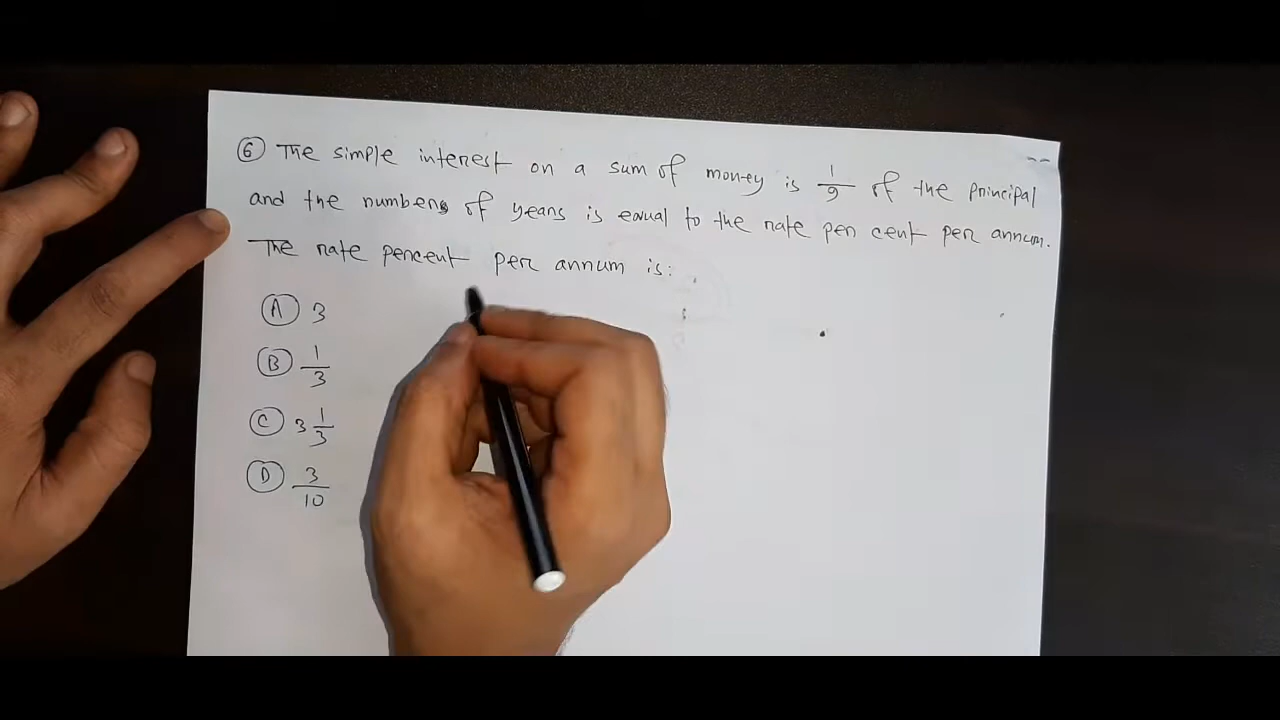 6 The simple interest on a sum of money is 1/9 of the principal
and the numbers of years is equal to the rate per cent per annum.
The rate percent per annum is:
A 3
B 1/3
C 3 1/3
D 3/10